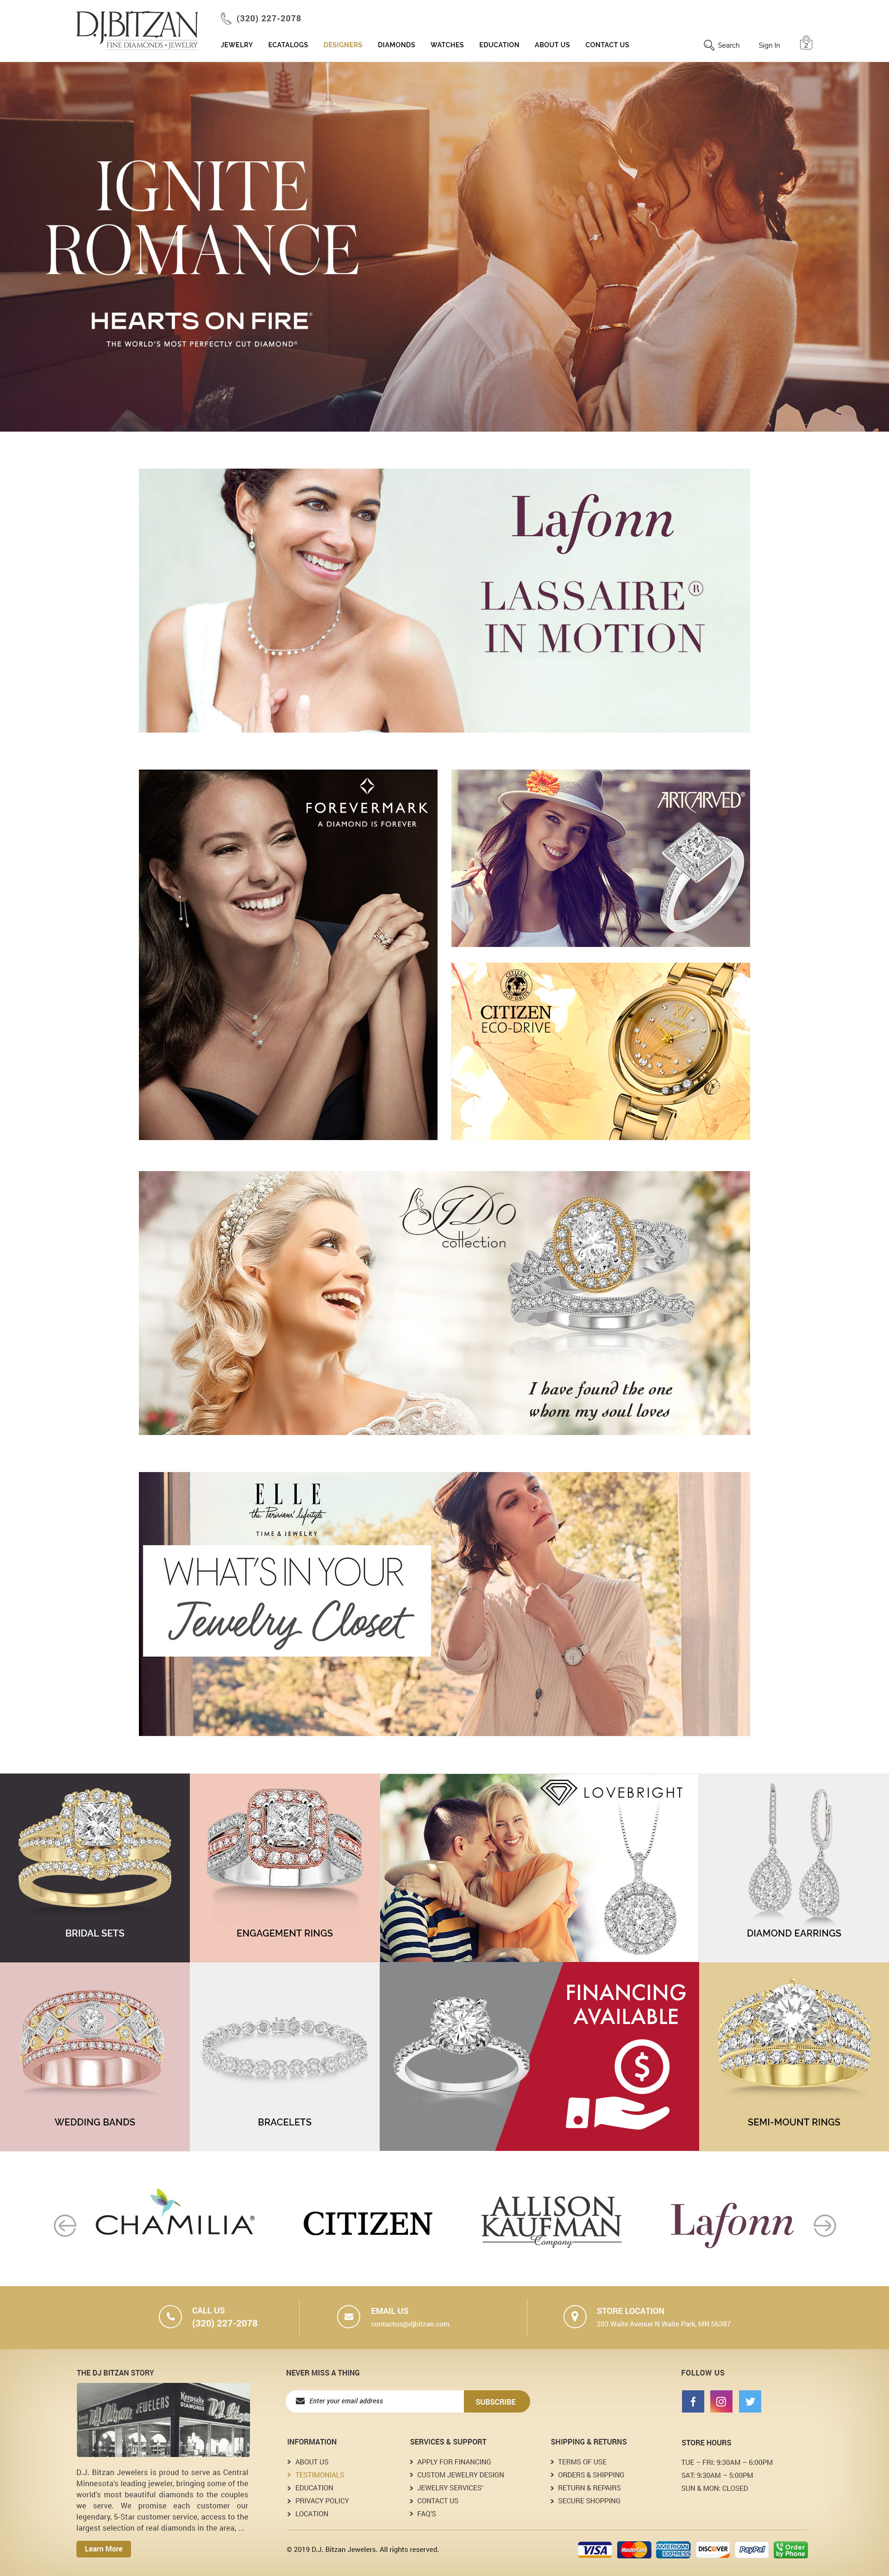 D.J.BITZAN
FINE DIAMONDS • JEWELRY
(320) 227-2078
JEWELRY ECATALOGS DESIGNERS DIAMONDS WATCHES EDUCATION ABOUT US CONTACT US
Search Sign In 2
IGNITE
ROMANCE
HEARTS ON FIRE®
THE WORLD'S MOST PERFECTLY CUT DIAMOND®
Lafonn
LASSAIRE®
IN MOTION
FOREVERMARK
A DIAMOND IS FOREVER
ARTCARVED®
CITIZEN
ECO-DRIVE
CITIZEN
ECO-DRIVE
I Do
collection
I have found the one
whom my soul loves
ELLE
the Parisian lifestyle
TIME & JEWELRY
WHAT'S IN YOUR
Jewelry Closet
LOVEBRIGHT
BRIDAL SETS
ENGAGEMENT RINGS
DIAMOND EARRINGS
FINANCING
AVAILABLE
$
WEDDING BANDS
BRACELETS
SEMI-MOUNT RINGS
CHAMILIA®
CITIZEN
ALLISON
KAUFMAN
Company
Lafonn
CALL US
(320) 227-2078
EMAIL US
contactus@djbitzan.com
STORE LOCATION
203 Waite Avenue N Waite Park, MN 56387
THE DJ BITZAN STORY
JEWELERS
Keepsake
DIAMONDS
D.J. Bitzan Jewelers is proud to serve as Central
Minnesota's leading jeweler, bringing some of the
world's most beautiful diamonds to the couples
we serve. We promise each customer our
legendary, 5-Star customer service, access to the
largest selection of real diamonds in the area, ...
Learn More
NEVER MISS A THING
Enter your email address
SUBSCRIBE
INFORMATION
ABOUT US
TESTIMONIALS
EDUCATION
PRIVACY POLICY
LOCATION
SERVICES & SUPPORT
APPLY FOR FINANCING
CUSTOM JEWELRY DESIGN
JEWELRY SERVICES'
CONTACT US
FAQ'S
SHIPPING & RETURNS
TERMS OF USE
ORDERS & SHIPPING
RETURN & REPAIRS
SECURE SHOPPING
FOLLOW US
STORE HOURS
TUE – FRI: 9:30AM – 6:00PM
SAT: 9:30AM – 5:00PM
SUN & MON: CLOSED
© 2019 D.J. Bitzan Jewelers. All rights reserved.
VISA
MasterCard
AMERICAN
EXPRESS
DISCOVER
PayPal
Order
by Phone